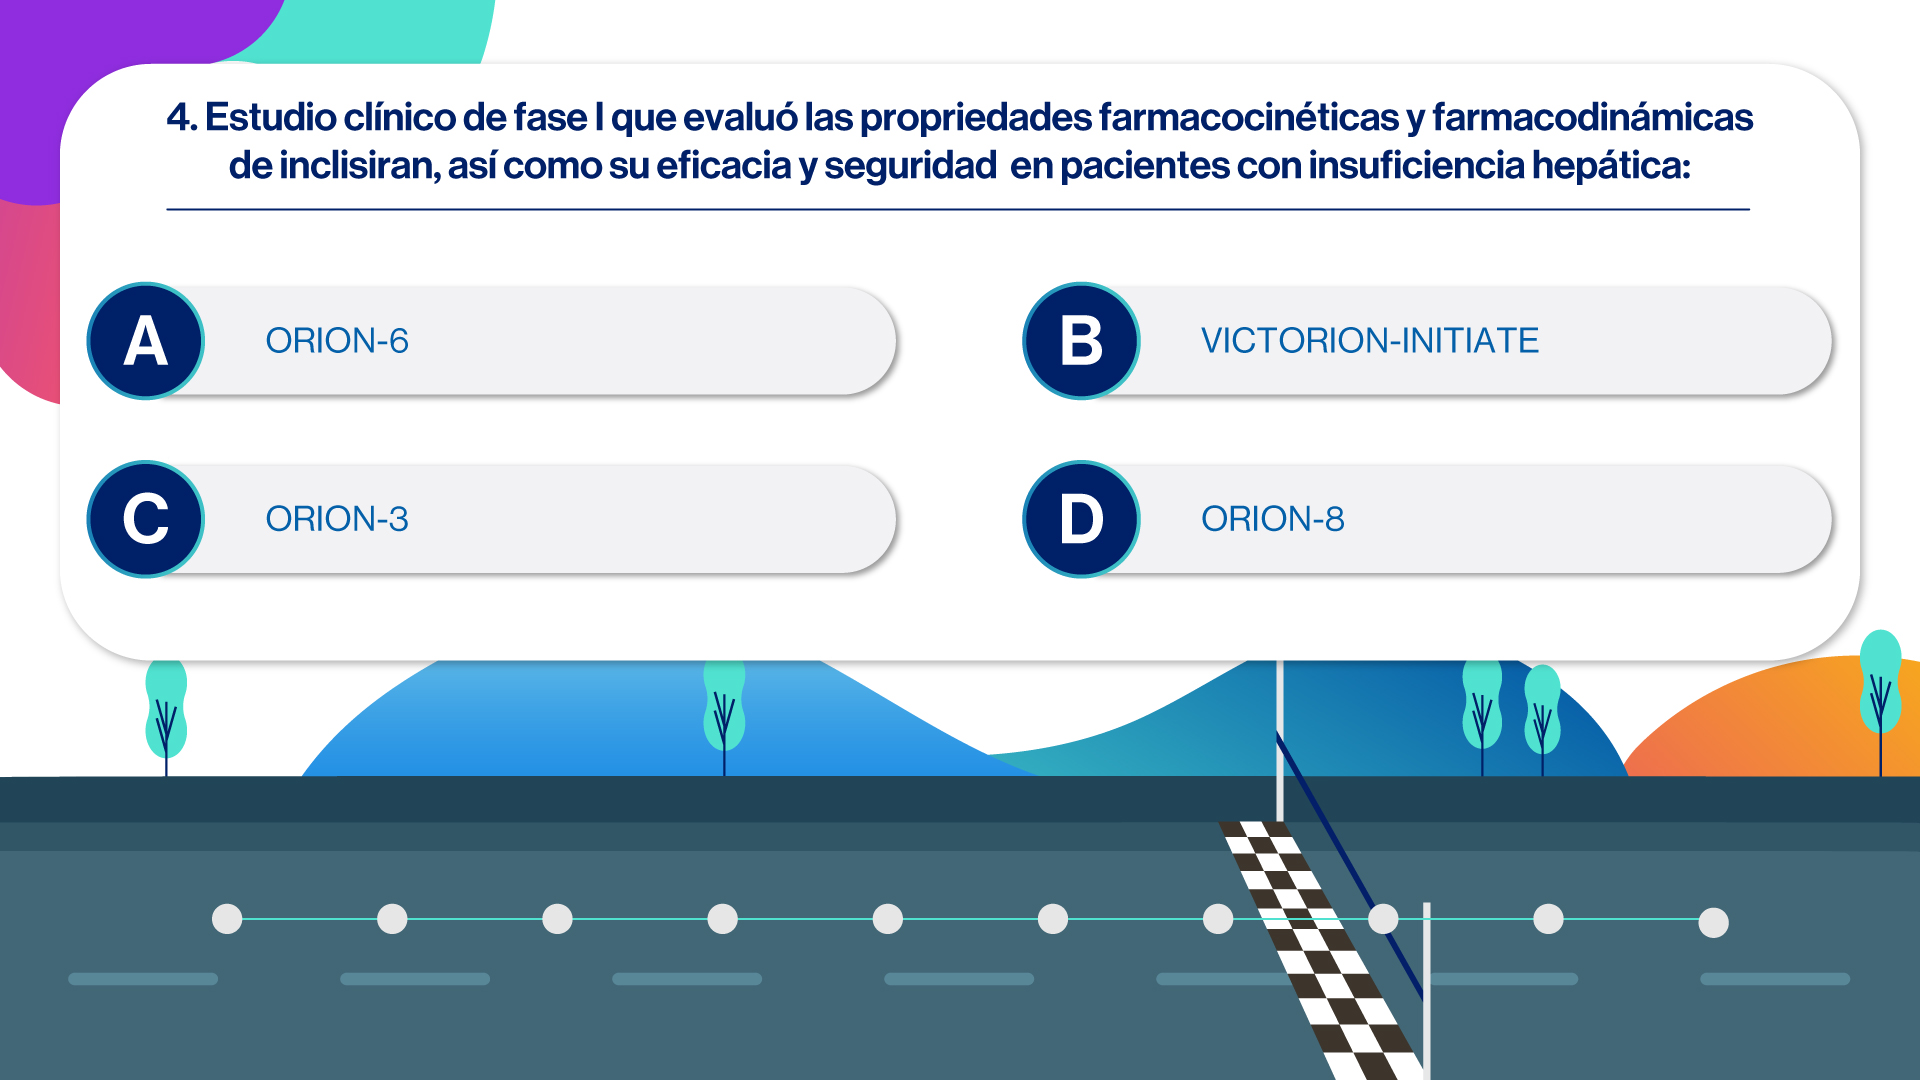 4. Estudio clínico de fase I que evaluó las propriedades farmacocinéticas y farmacodinámicas
de inclisiran, así como su eficacia y seguridad en pacientes con insuficiencia hepática:
A ORION-6
B VICTORION-INITIATE
C ORION-3
D ORION-8